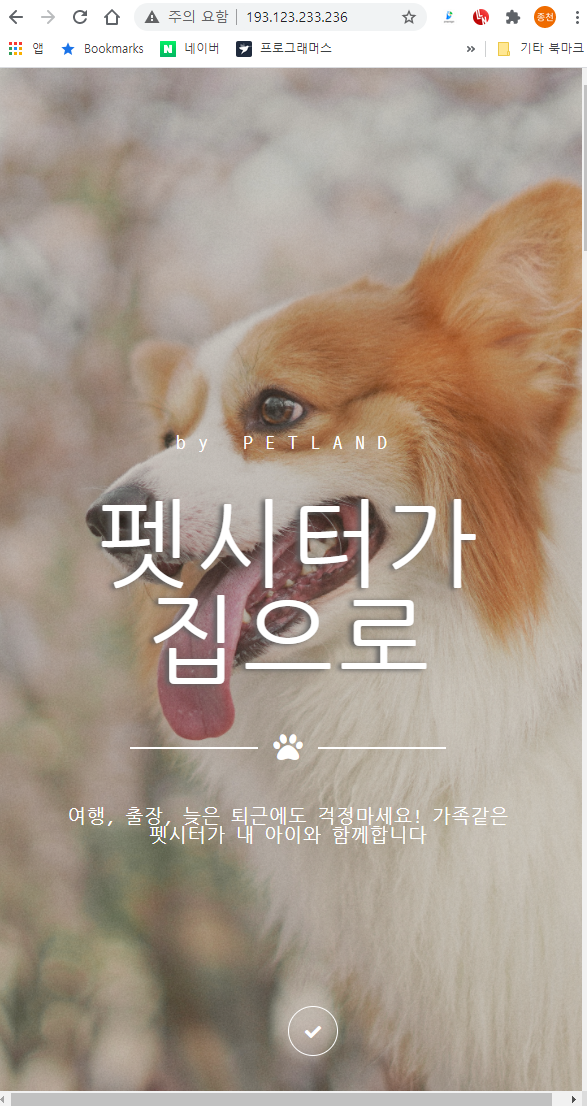 주의 요함 193.123.233.236
종천
앱 Bookmarks 네이버 프로그래머스 » 기타 북마크
by PETLAND
펫시터가
집으로
여행, 출장, 늦은 퇴근에도 걱정마세요! 가족같은
펫시터가 내 아이와 함께합니다